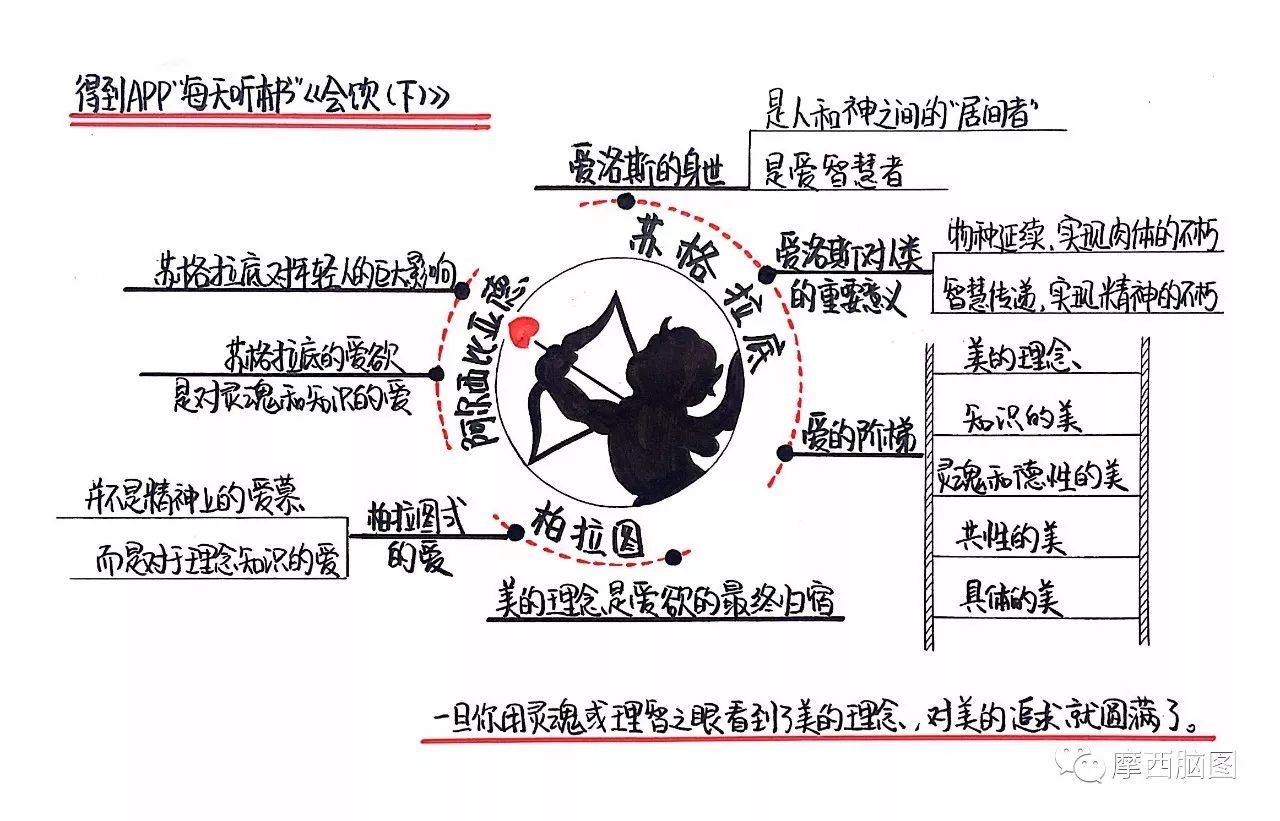 得到APP“每天听本书”《会饮(下)》
是人和神之间的“居间者”
爱洛斯的身世
是爱智慧者
苏格拉底
爱洛斯对人类
的重要意义
物种延续,实现肉体的不朽
智慧传递,实现精神的不朽
爱的阶梯
美的理念
知识的美
灵魂和德性的美
共性的美
具体的美
阿尔西比亚德
苏格拉底对年轻人的巨大影响
苏格拉底的爱欲
是对灵魂和知识的爱
柏拉图
柏拉图式
的爱
并不是精神上的爱慕
而是对于理念知识的爱
美的理念是爱欲的最终归宿
一旦你用灵魂或理智之眼看到了美的理念,对美的追求就圆满了。
摩西脑图